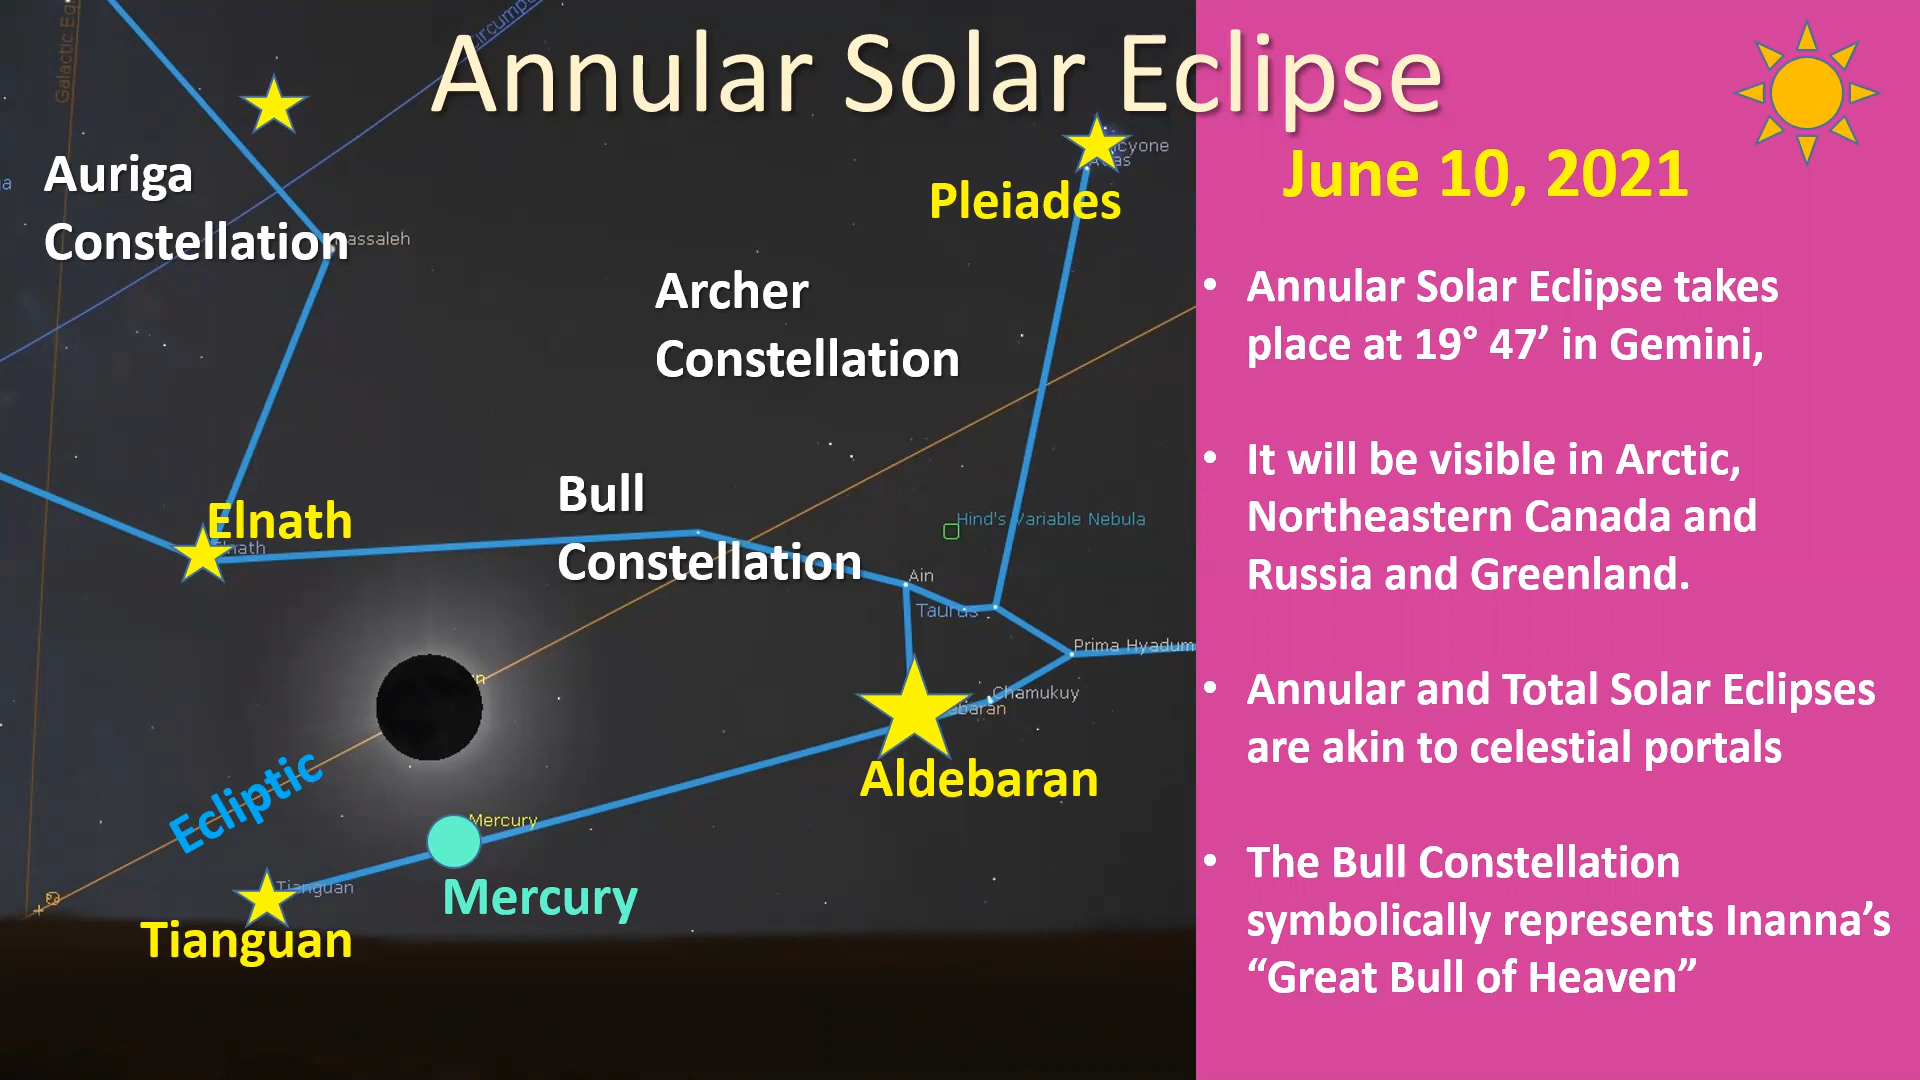 Annular Solar Eclipse
June 10, 2021
Galactic
Auriga
Constellation
Pleiades
Archer
Constellation
Elnath
Elnath
Bull
Constellation
Hind's Variable Nebula
Ain
Taurus
Prima Hyadum
Chamukuy
Aldebaran
Ecliptic
Mercury
Mercury
Tianguan
Tianguan
• Annular Solar Eclipse takes
place at 19° 47’ in Gemini,
• It will be visible in Arctic,
Northeastern Canada and
Russia and Greenland.
• Annular and Total Solar Eclipses
are akin to celestial portals
• The Bull Constellation
symbolically represents Inanna’s
“Great Bull of Heaven”